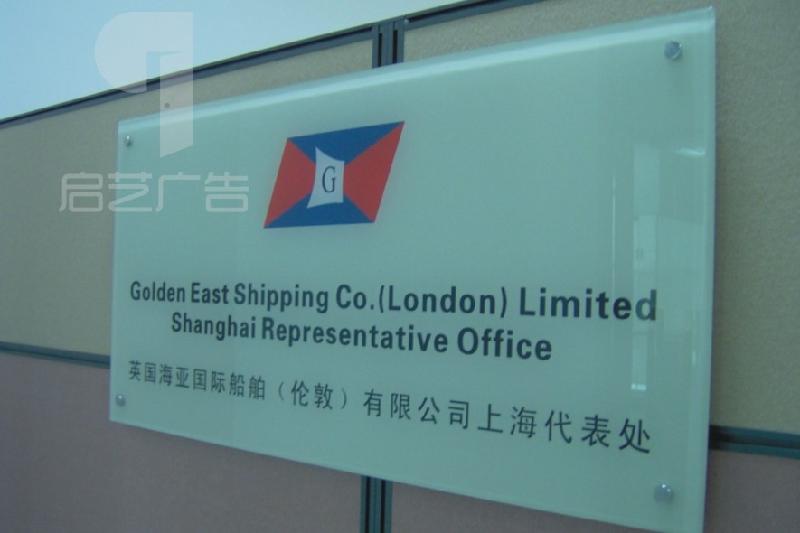 启艺广告
G
Golden East Shipping Co.(London) Limited
Shanghai Representative Office
英国海亚国际船舶（伦敦）有限公司上海代表处